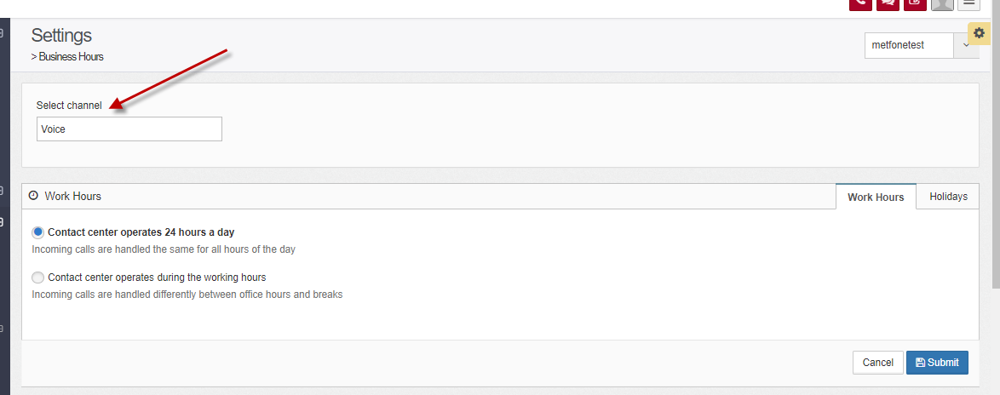 Settings
> Business Hours
metfonetest
Select channel
Voice
Work Hours
Work Hours
Holidays
Contact center operates 24 hours a day
Incoming calls are handled the same for all hours of the day
Contact center operates during the working hours
Incoming calls are handled differently between office hours and breaks
Cancel
Submit